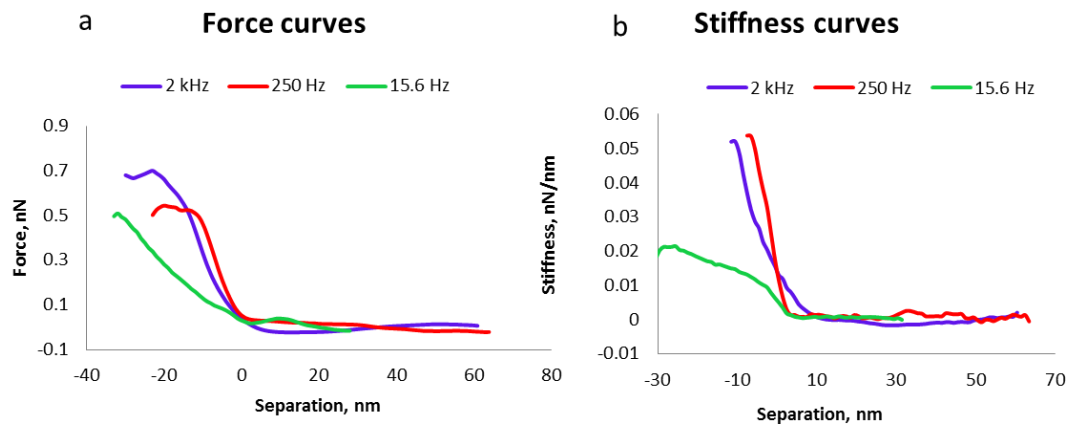 a
Force curves
2 kHz 250 Hz 15.6 Hz
0.9
0.7
0.5
0.3
0.1
-0.1
Force, nN
-40 -20 0 20 40 60 80
Separation, nm
b
Stiffness curves
2 kHz 250 Hz 15.6 Hz
0.06
0.05
0.04
0.03
0.02
0.01
0
-0.01
Stiffness, nN/nm
-30 -10 10 30 50 70
Separation, nm